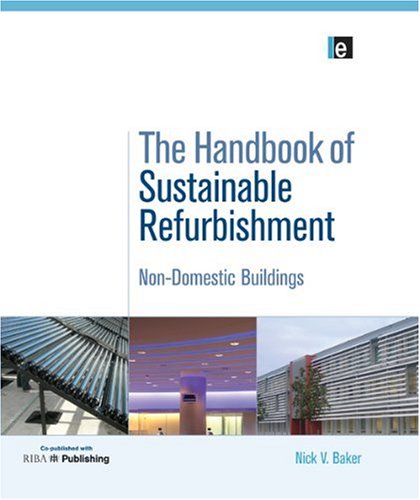 e
The Handbook of
Sustainable
Refurbishment
Non-Domestic Buildings
Co-published with
RIBA Publishing
Nick V. Baker